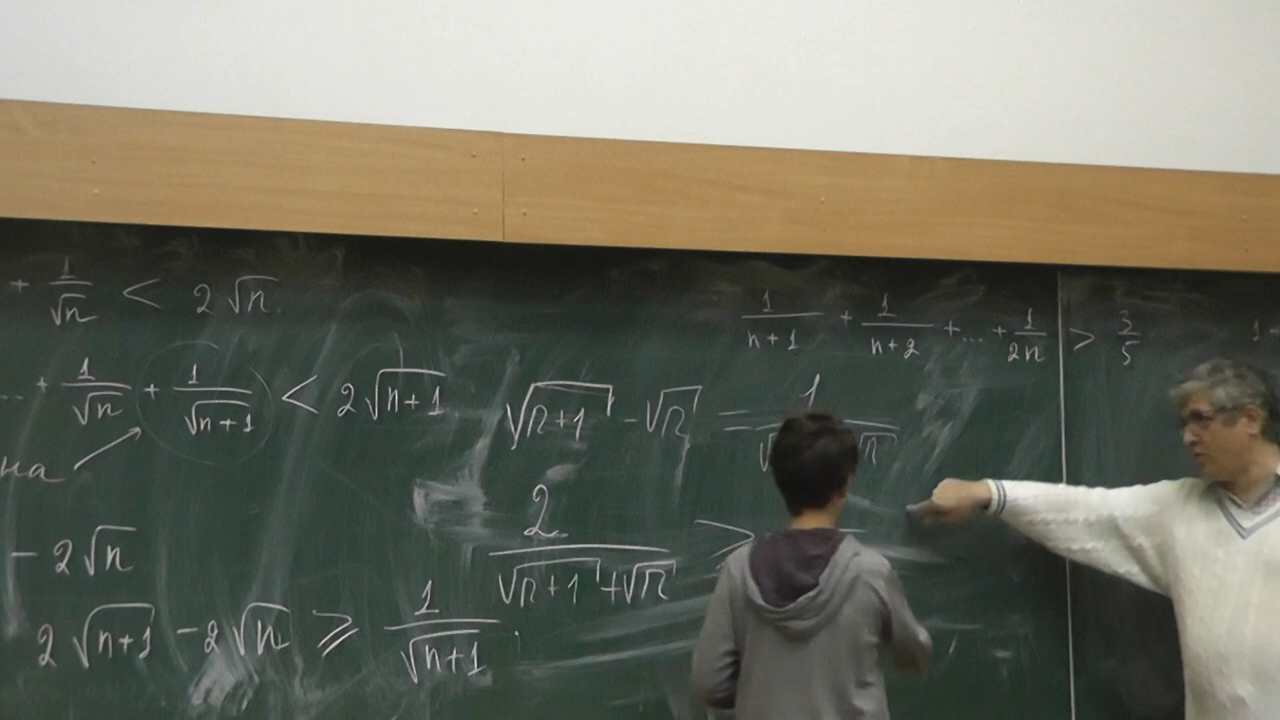 + 1/√n < 2√n.
... + 1/√n + 1/√(n+1) < 2√(n+1)
на
- 2√n
2√(n+1) - 2√n ⩾ 1/√(n+1).
√(n+1) - √n = 1/√ √n
2/(√(n+1) + √n) >
1/(n+1) + 1/(n+2) + ... + 1/2n > 3/5
1